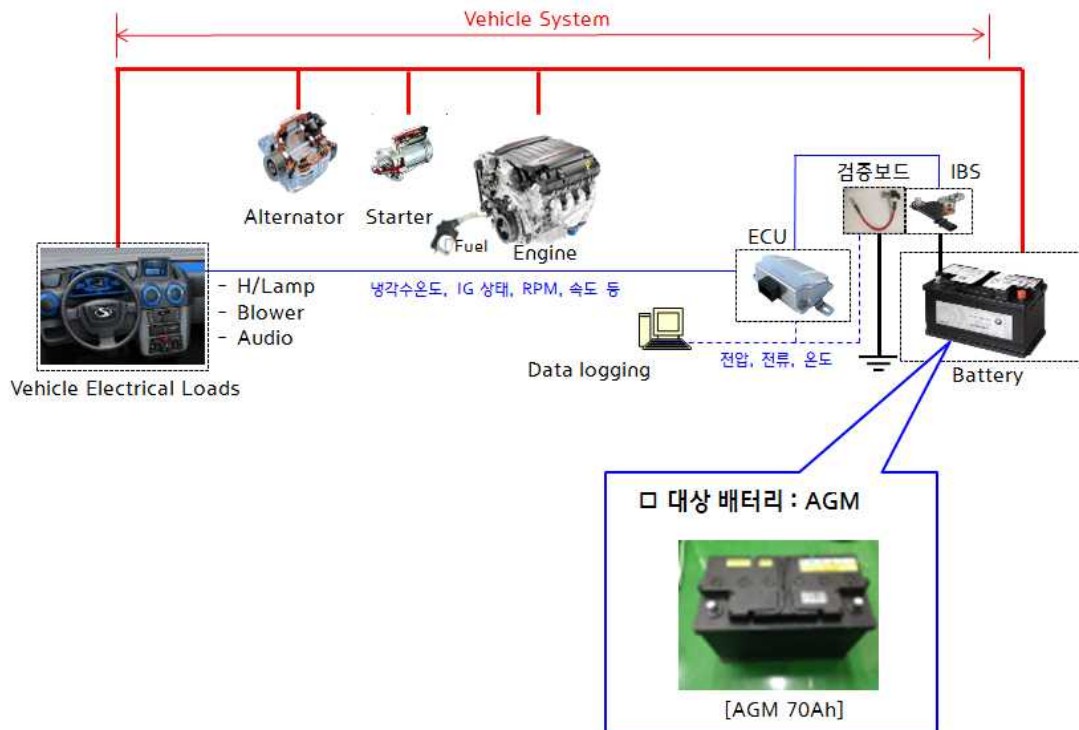 Vehicle System
검증보드
IBS
Alternator
Starter
Fuel
Engine
ECU
- H/Lamp
- Blower
- Audio
냉각수온도, IG 상태, RPM, 속도 등
Data logging
전압, 전류, 온도
Vehicle Electrical Loads
Battery
□ 대상 배터리 : AGM
[AGM 70Ah]